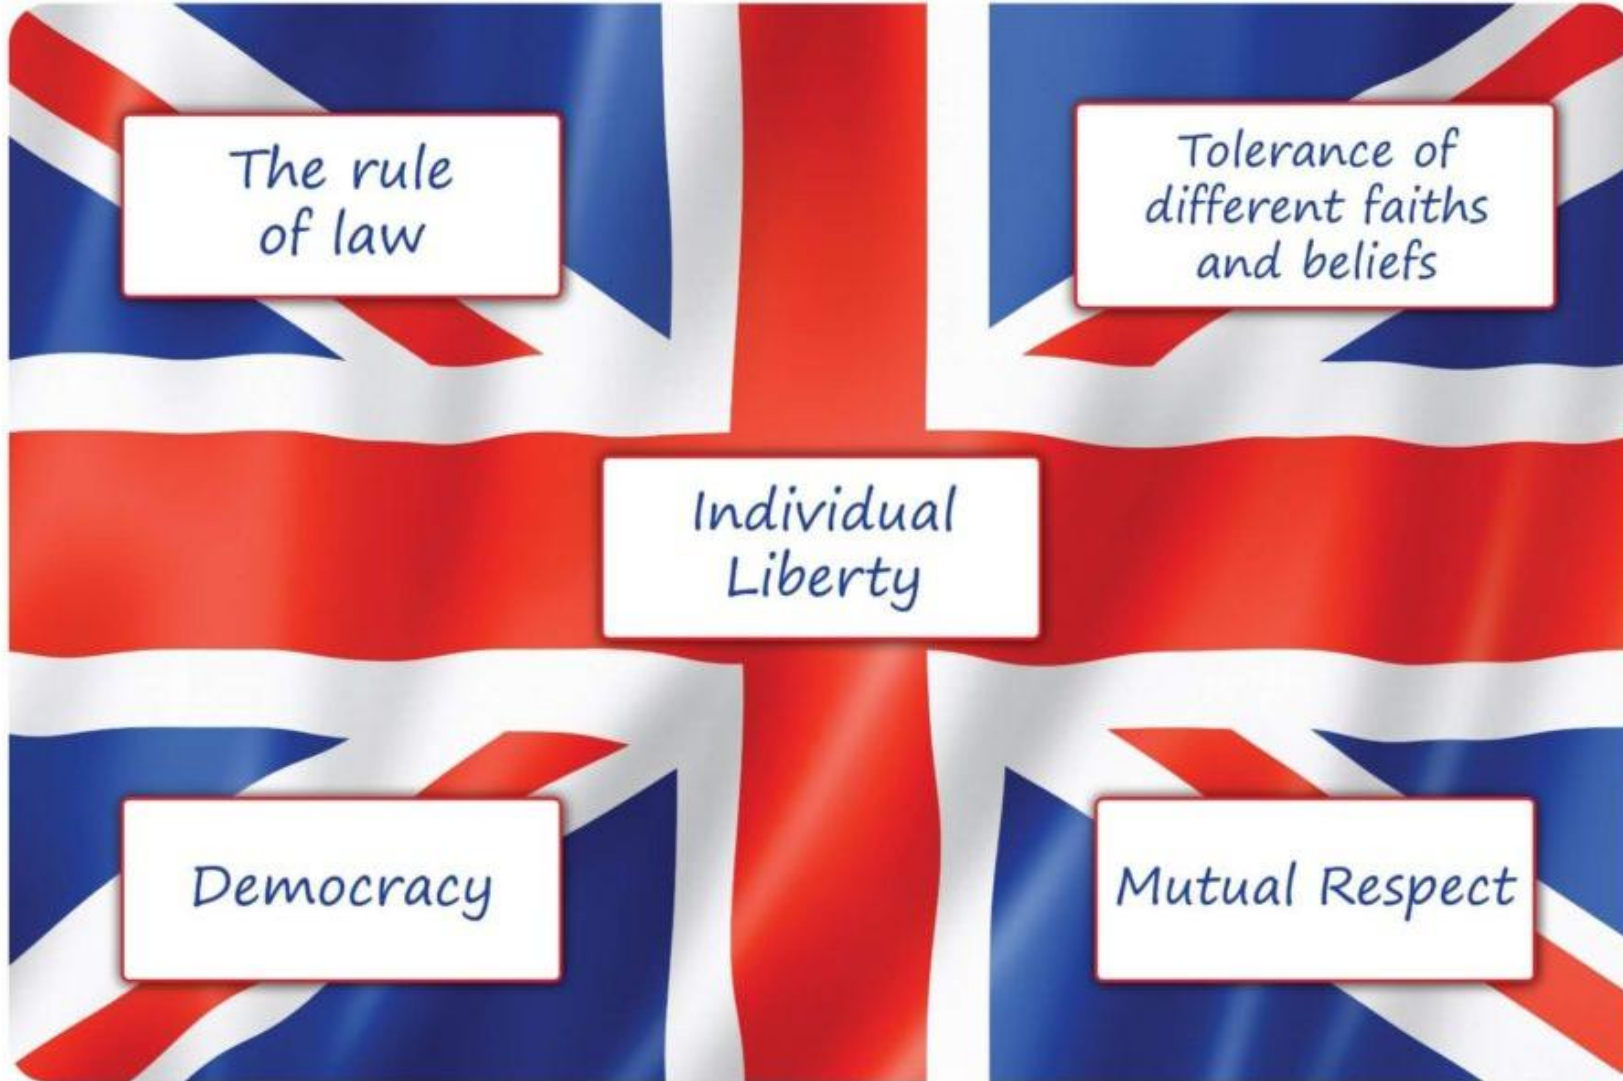 The rule
of law
Tolerance of
different faiths
and beliefs
Individual
Liberty
Democracy
Mutual Respect